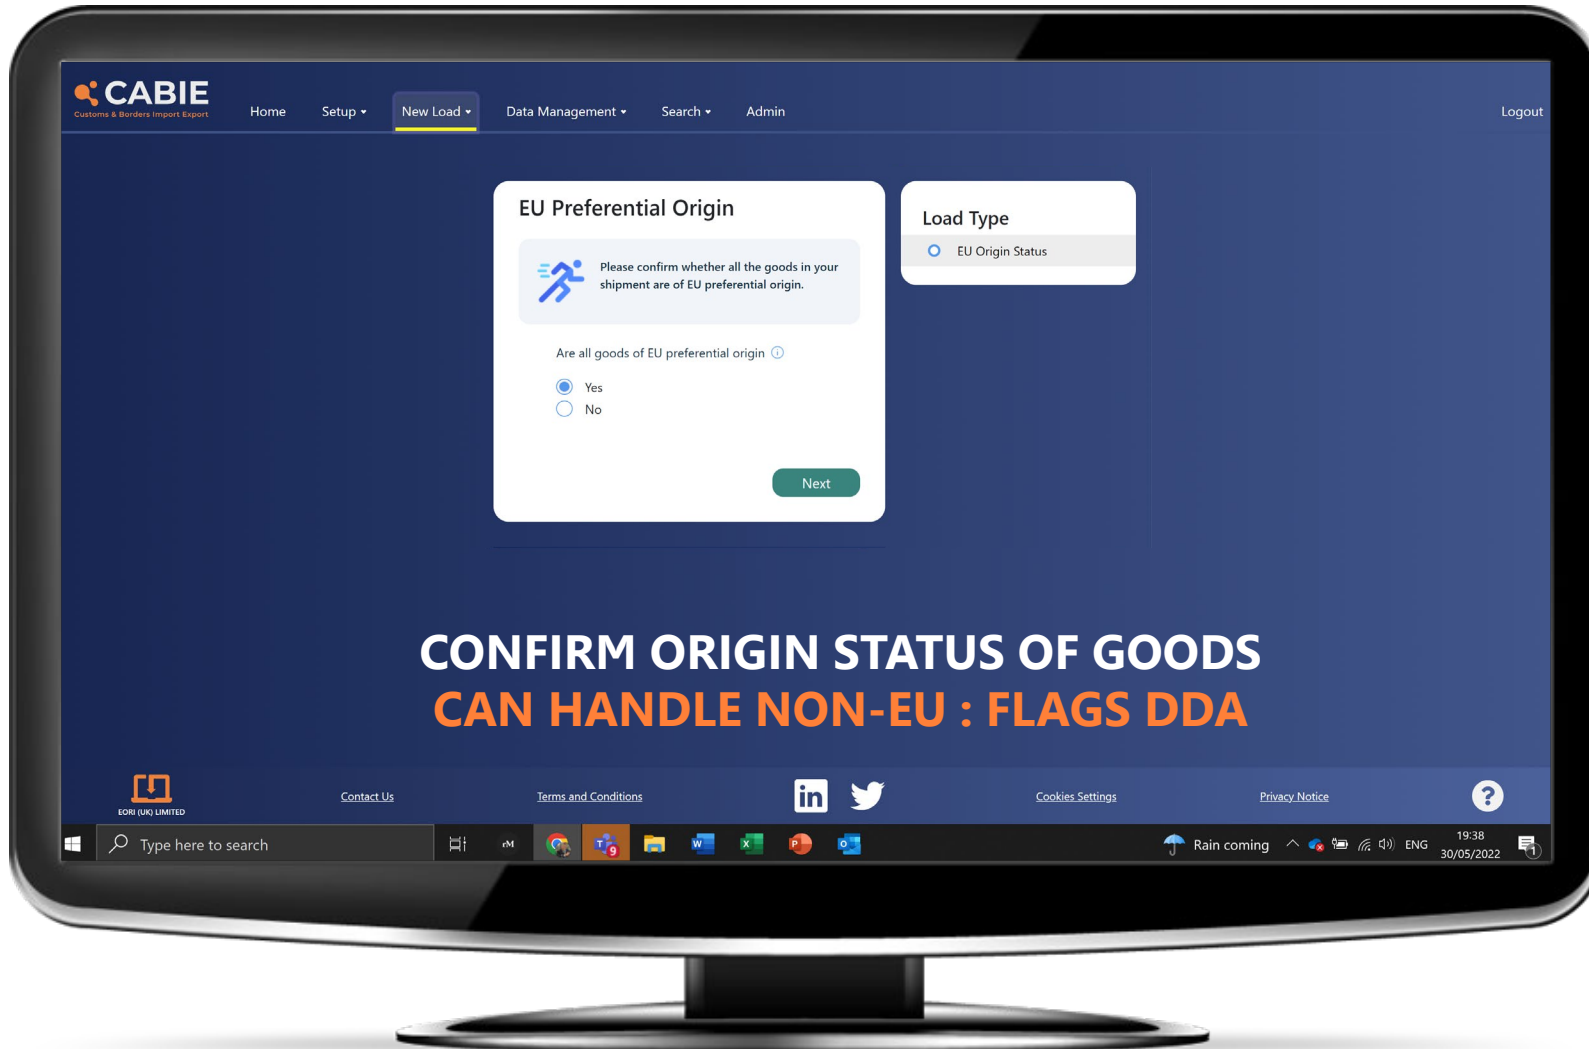 CABIE
Customs & Borders Import Export
Home
Setup
New Load
Data Management
Search
Admin
Logout
EU Preferential Origin
Please confirm whether all the goods in your
shipment are of EU preferential origin.
Are all goods of EU preferential origin
Yes
No
Next
Load Type
EU Origin Status
CONFIRM ORIGIN STATUS OF GOODS
CAN HANDLE NON-EU : FLAGS DDA
EORI (UK) LIMITED
Contact Us
Terms and Conditions
in
Cookies Settings
Privacy Notice
?
Type here to search
rM
T
9
W
X
P
O
Rain coming
ENG
19:38
30/05/2022
1